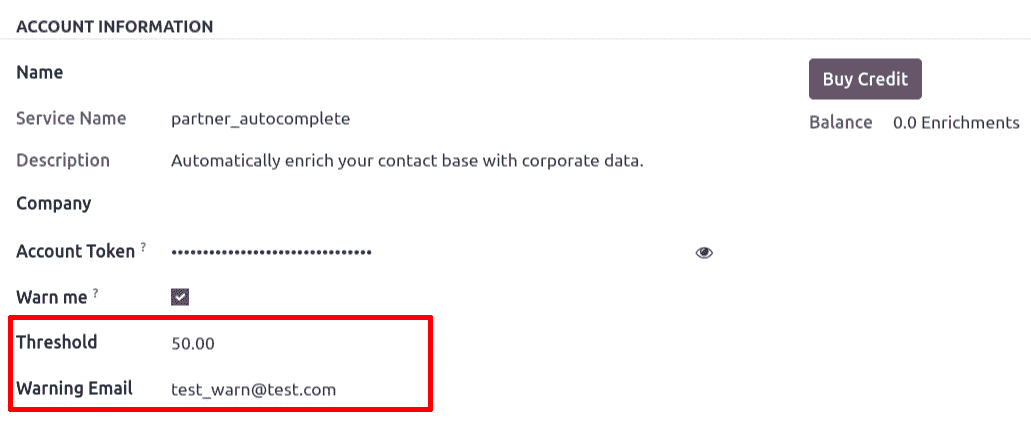 ACCOUNT INFORMATION
Name
Buy Credit
Service Name partner_autocomplete
Balance 0.0 Enrichments
Description Automatically enrich your contact base with corporate data.
Company
Account Token ? ••••••••••••••••••••••••••••••••
Warn me ?
Threshold 50.00
Warning Email test_warn@test.com